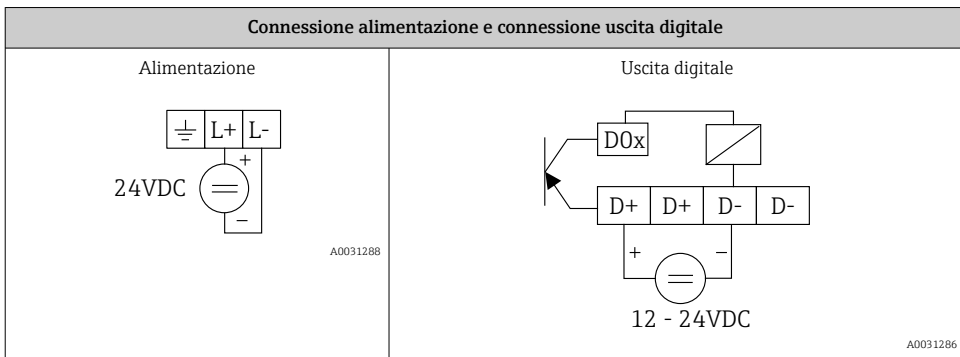 Connessione alimentazione e connessione uscita digitale
Alimentazione
L+ L-
+
24VDC
–
A0031288
Uscita digitale
D0x
D+ D+ D- D-
+ –
12 - 24VDC
A0031286